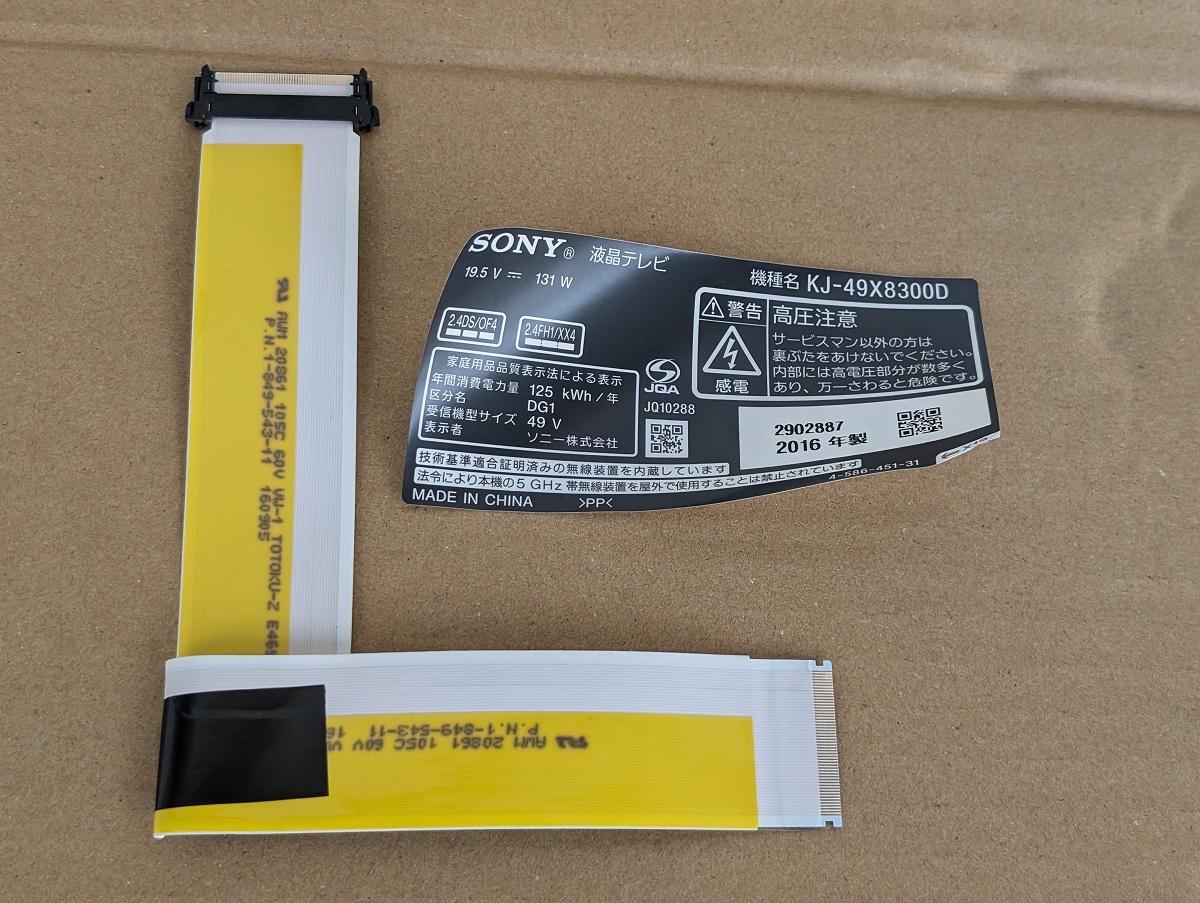 AWM 20861 105C 60V VW-1 TOTOKU-Z E46
P.N.1-849-543-11 160905
SONY® 液晶テレビ
19.5 V ⎓ 131 W
機種名 KJ-49X8300D
2.4DS/OF4
2.4FH1/XX4
家庭用品品質表示法による表示
年間消費電力量 125 kWh / 年
区分名 DG1
受信機型サイズ 49 V
表示者 ソニー株式会社
JQA
JQ10288
警告
感電
高圧注意
サービスマン以外の方は
裏ぶたをあけないでください。
内部には高電圧部分が数多く
あり、万一さわると危険です。
2902887
2016 年製
技術基準適合証明済みの無線装置を内蔵しています
法令により本機の5 GHz 帯無線装置を屋外で使用することは禁止されています
4-586-451-31
MADE IN CHINA >PP<
AWM 20861 105C 60V
P.N.1-849-543-11 16